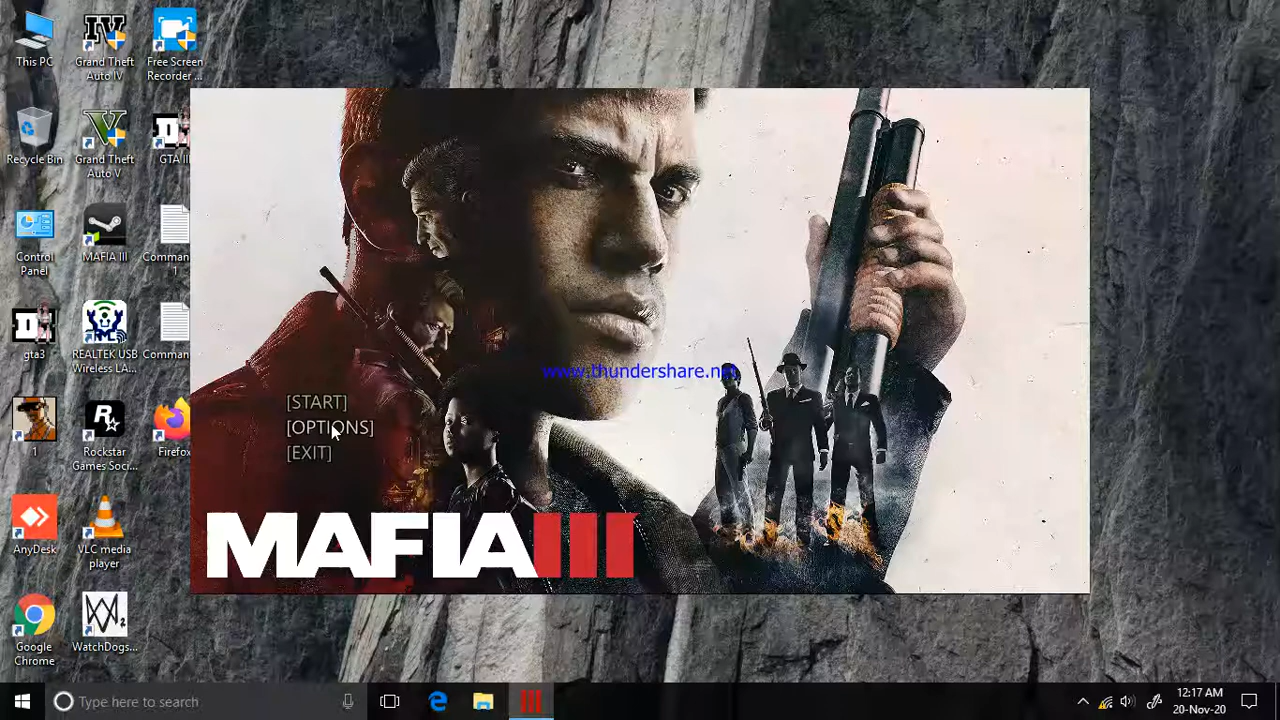 This PC
Grand Theft
Auto IV
Free Screen
Recorder ...
Recycle Bin
Grand Theft
Auto V
GTA III
Control
Panel
MAFIA III
Comman...
1
gta3
REALTEK USB
Wireless LA...
Comman...
1
Rockstar
Games Soci...
Firefox
AnyDesk
VLC media
player
Google
Chrome
WatchDogs...
www.thundershare.net
[START]
[OPTIONS]
[EXIT]
MAFIA III
Type here to search
12:17 AM
20-Nov-20